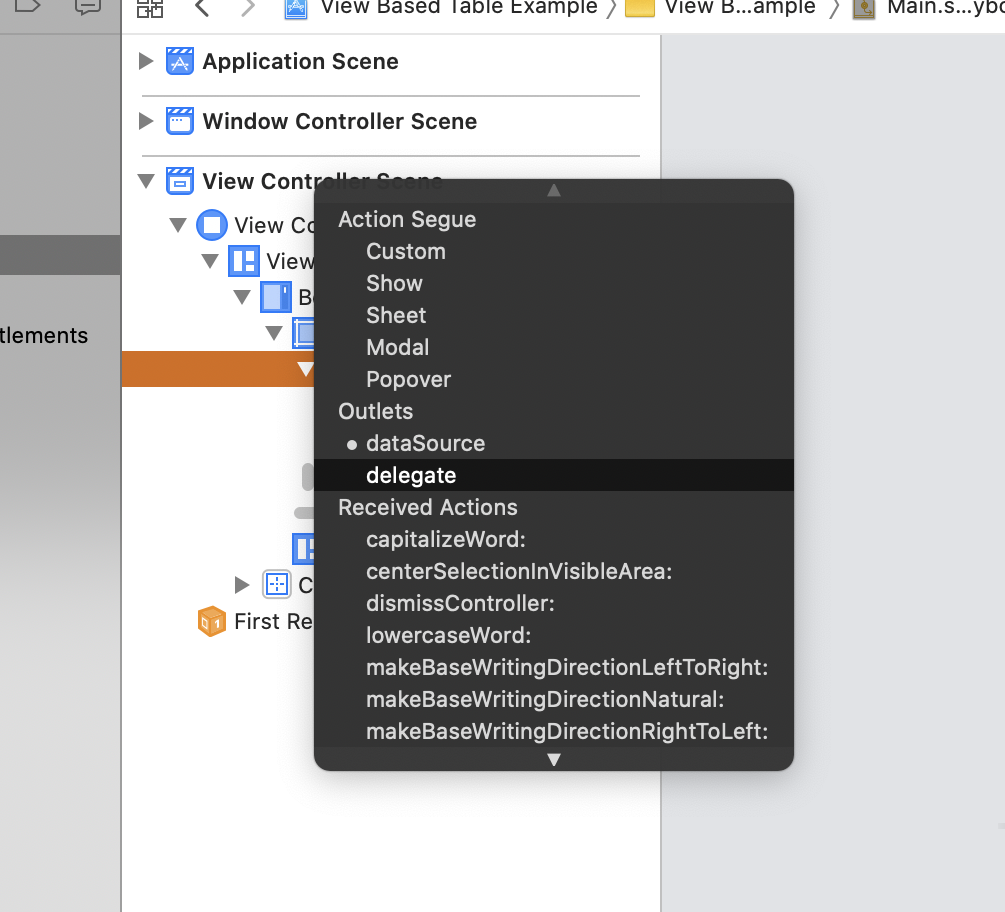 View Based Table Example
View B...ample
Main.s...ybo
Application Scene
Window Controller Scene
View Controller Scene
View Co
View
B
tlements
C
First Re
Action Segue
Custom
Show
Sheet
Modal
Popover
Outlets
dataSource
delegate
Received Actions
capitalizeWord:
centerSelectionInVisibleArea:
dismissController:
lowercaseWord:
makeBaseWritingDirectionLeftToRight:
makeBaseWritingDirectionNatural:
makeBaseWritingDirectionRightToLeft: